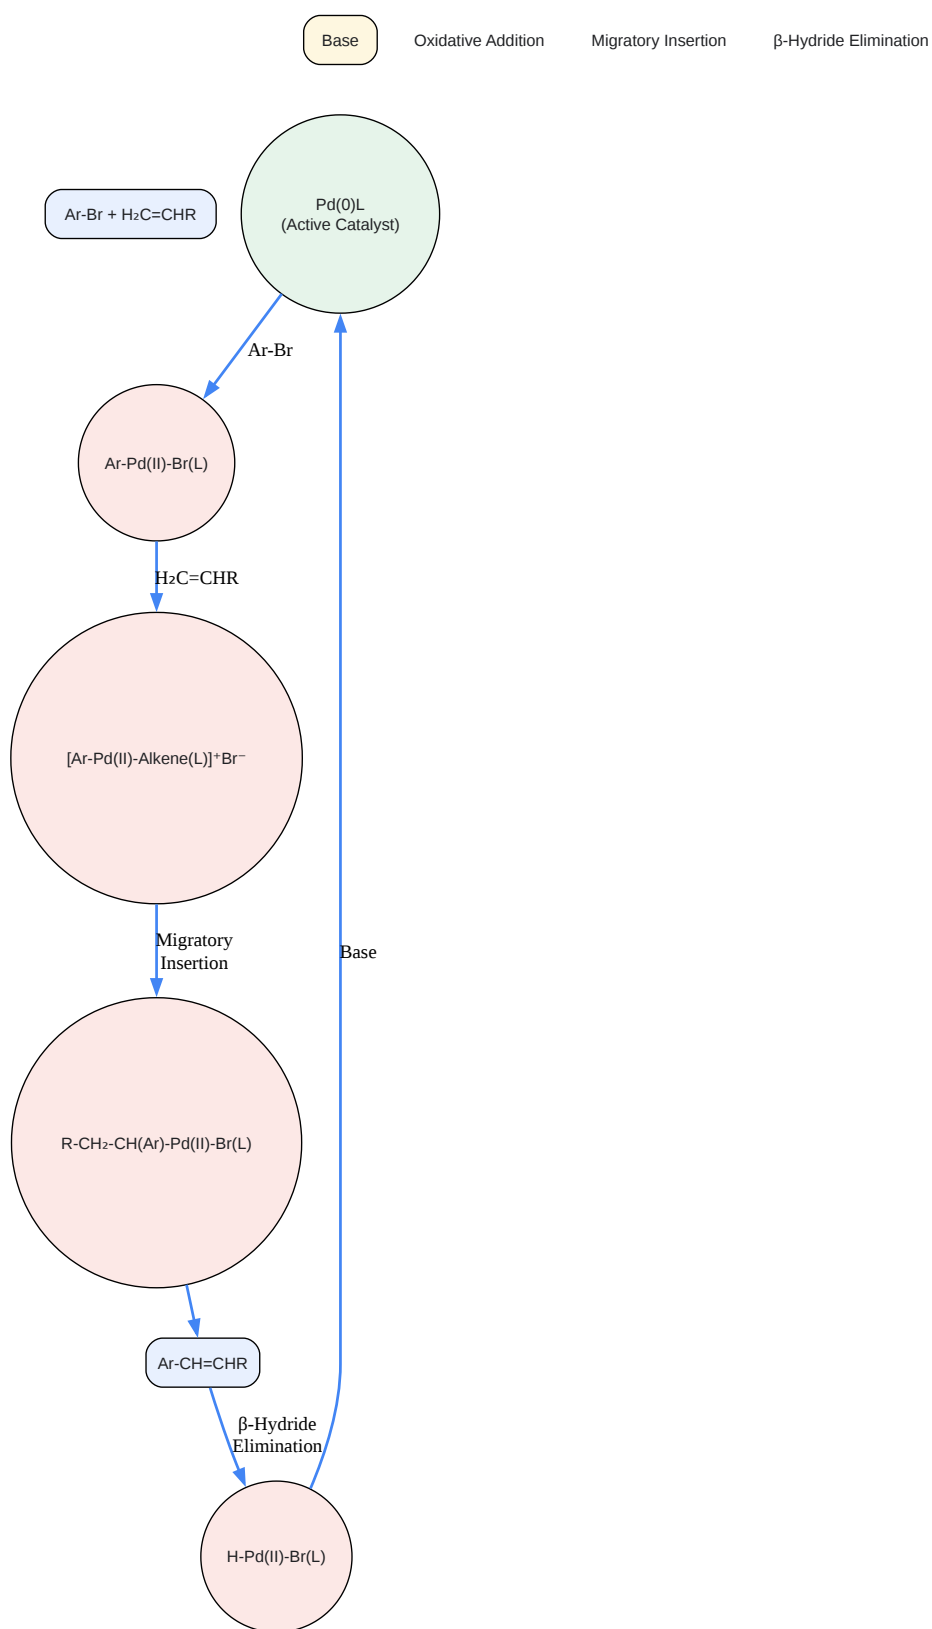 Base
Oxidative Addition
Migratory Insertion
β-Hydride Elimination
Ar-Br + H₂C=CHR
Pd(0)L
(Active Catalyst)
Ar-Br
Ar-Pd(II)-Br(L)
H₂C=CHR
[Ar-Pd(II)-Alkene(L)]⁺Br⁻
Migratory
Insertion
Base
R-CH₂-CH(Ar)-Pd(II)-Br(L)
Ar-CH=CHR
β-Hydride
Elimination
H-Pd(II)-Br(L)